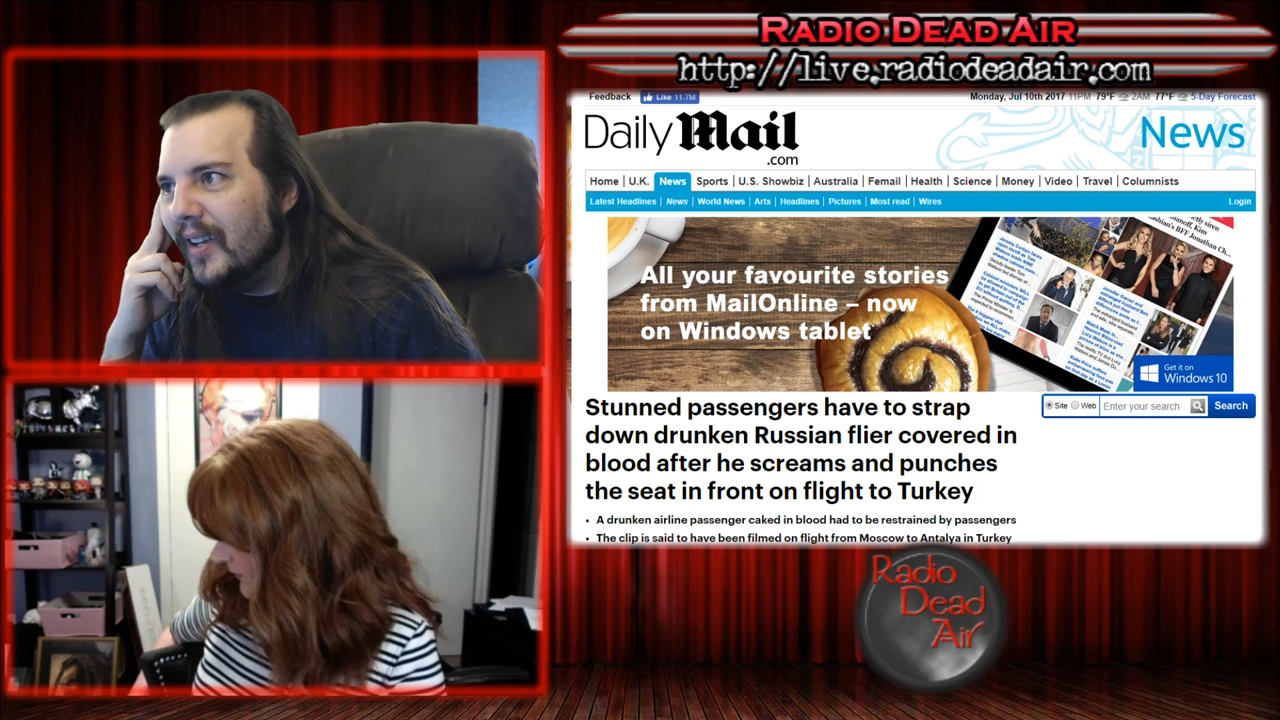 Radio Dead Air
http://live.radiodeadair.com
Feedback Like 11.7M Monday, Jul 10th 2017 11PM 79°F 2AM 77°F 5-Day Forecast
Daily Mail
.com
News
Home U.K. News Sports U.S. Showbiz Australia Femail Health Science Money Video Travel Columnists
Latest Headlines News World News Arts Headlines Pictures Most read Wires Login
All your favourite stories
from MailOnline – now
on Windows tablet
Get it on
Windows 10
Stunned passengers have to strap
down drunken Russian flier covered in
blood after he screams and punches
the seat in front on flight to Turkey
Site Web Enter your search Search
• A drunken airline passenger caked in blood had to be restrained by passengers
• The clip is said to have been filmed on flight from Moscow to Antalya in Turkey
Radio
Dead
Air